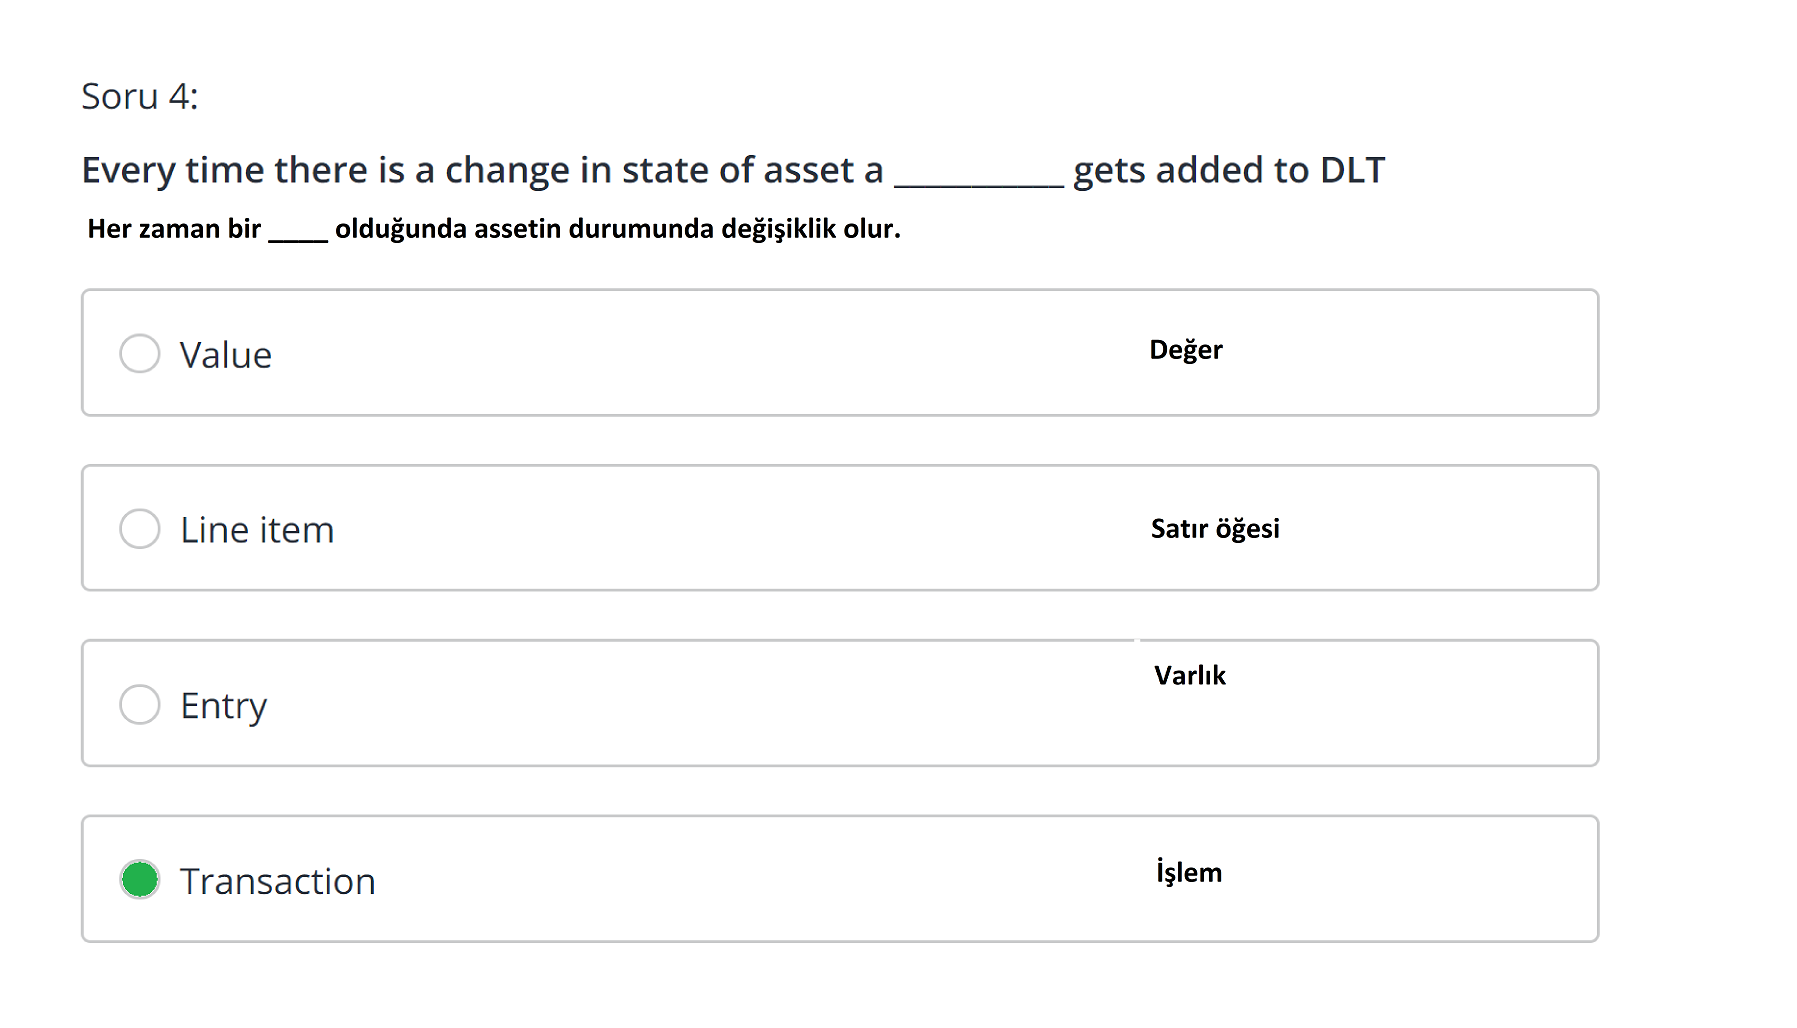 Soru 4:
Every time there is a change in state of asset a __________ gets added to DLT
Her zaman bir ____ olduğunda assetin durumunda değişiklik olur.
Value
Değer
Line item
Satır öğesi
Entry
Varlık
Transaction
İşlem